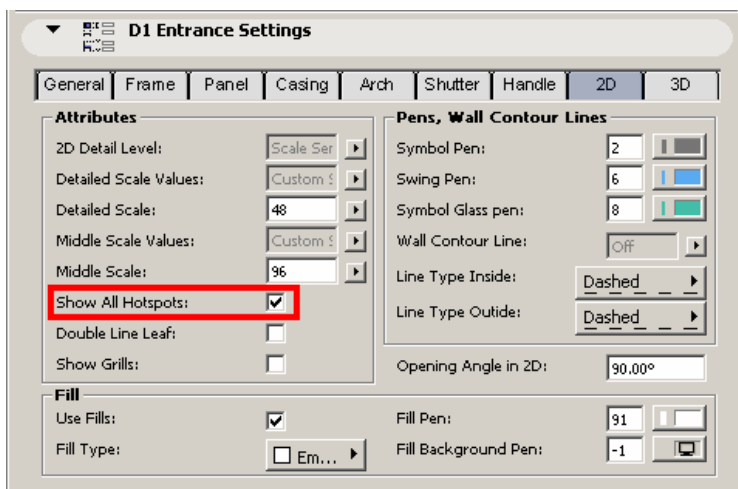 D1 Entrance Settings
General Frame Panel Casing Arch Shutter Handle 2D 3D
Attributes
2D Detail Level: Scale Ser
Detailed Scale Values: Custom S
Detailed Scale: 48
Middle Scale Values: Custom S
Middle Scale: 96
Show All Hotspots:
Double Line Leaf:
Show Grills:
Pens, Wall Contour Lines
Symbol Pen: 2
Swing Pen: 6
Symbol Glass pen: 8
Wall Contour Line: Off
Line Type Inside: Dashed
Line Type Outide: Dashed
Opening Angle in 2D: 90.00°
Fill
Use Fills:
Fill Type: Em...
Fill Pen: 91
Fill Background Pen: -1